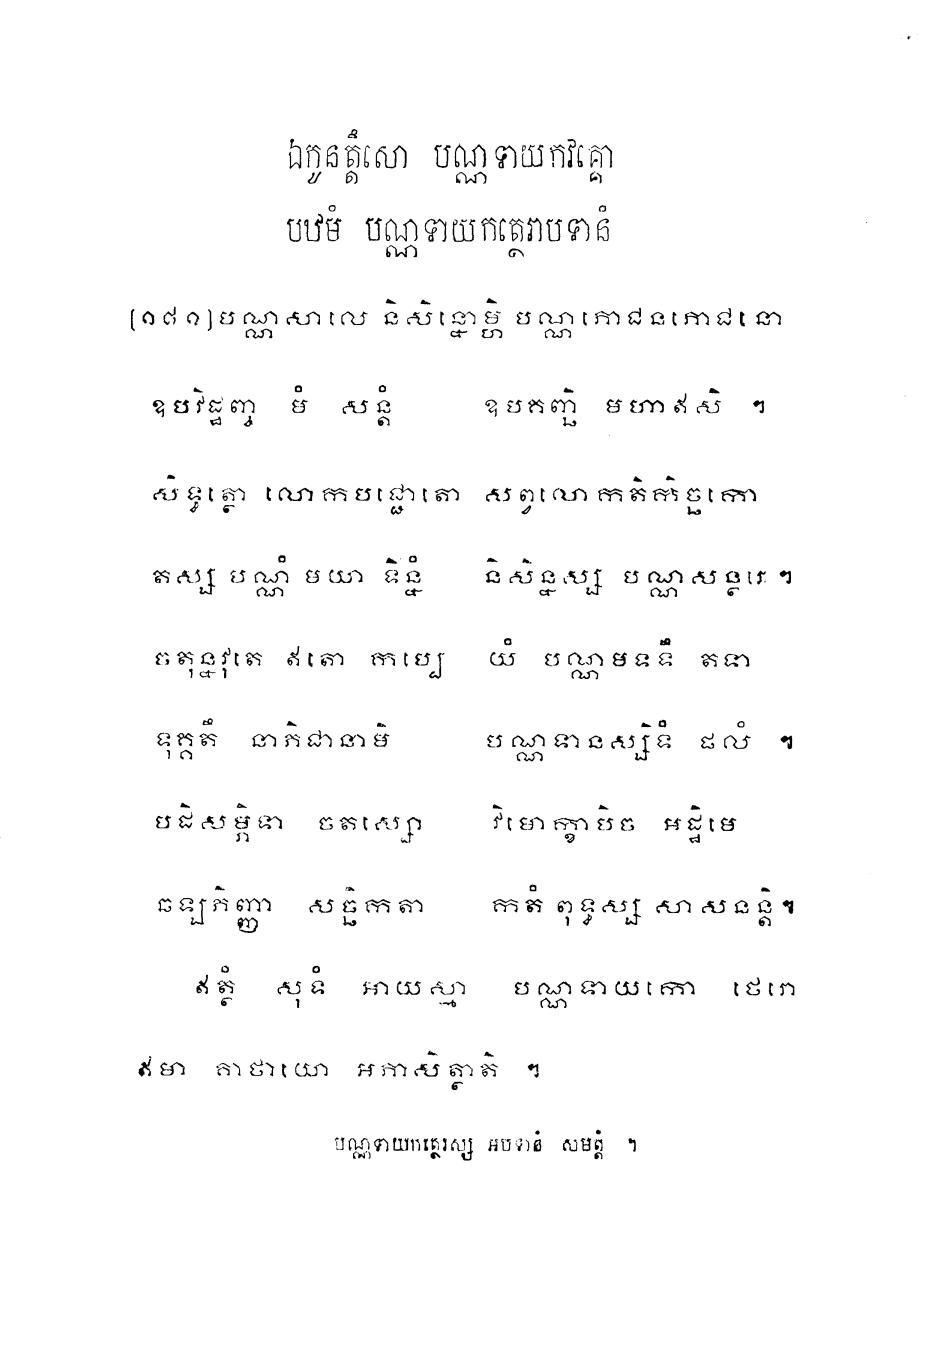 ឯកូនត្តឹសោ បណ្ណទាយកវគ្គោ
បឋមំ បណ្ណទាយកត្ថេរាបទានំ
[១៩១] បណ្ណសាលេ និសិន្នោម្ហិ បណ្ណភោជនភោជនោ
ឧបវិដ្ឋញ្ច មំ សន្តំ ឧបគញ្ឆិ មហាឥសិ ។
សិទ្ធត្ថោ លោកបជ្ជោតោ សព្វលោកតិកិច្ឆកោ
តស្ស បណ្ណំ មយា ទិន្នំ និសិន្នស្ស បណ្ណសន្ថរេ ។
ចតុន្នវុតេ ឥតោ កប្បេ យំ បណ្ណមទទឹ តទា
ទុគ្គតឹ នាភិជានាមិ បណ្ណទានស្សិទំ ផលំ ។
បដិសម្ភិទា ចតស្សោ វិមោក្ខាបិច អដ្ឋិមេ
ឆឡភិញ្ញា សច្ឆិកតា កតំ ពុទ្ធស្ស សាសនន្តិ ។
ឥត្ថំ សុទំ អាយស្មា បណ្ណទាយកោ ថេរោ
ឥមា គាថាយោ អភាសិត្ថាតិ ។
បណ្ណទាយកត្ថេរស្ស អបទានំ សមត្តំ ។